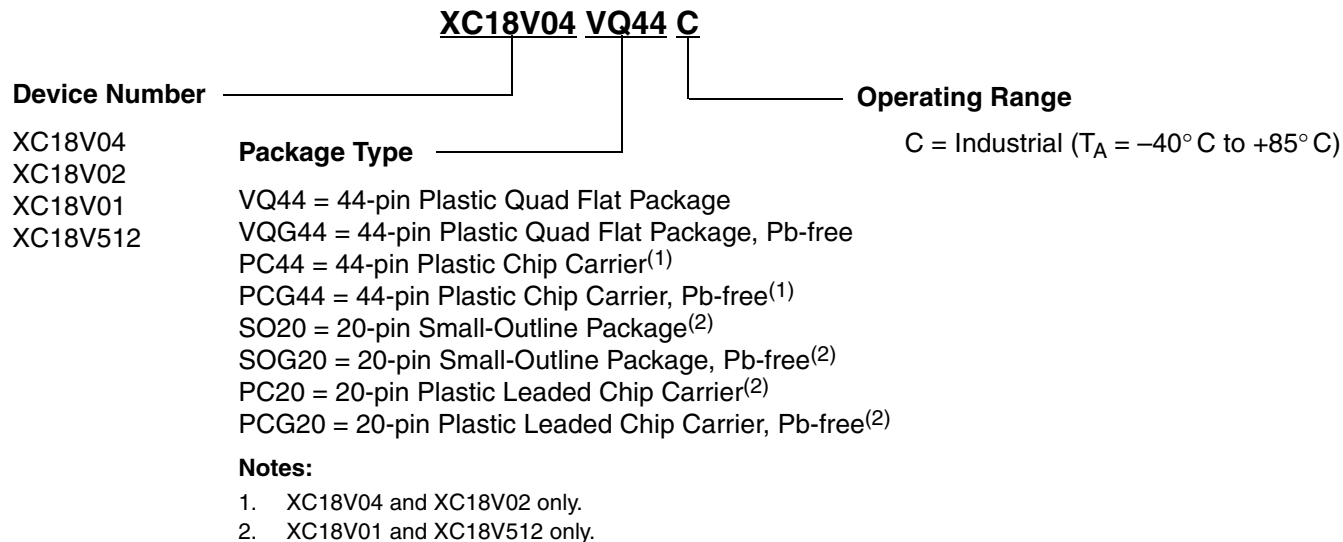 XC18V04 VQ44 C
Device Number
XC18V04
XC18V02
XC18V01
XC18V512
Package Type
VQ44 = 44-pin Plastic Quad Flat Package
VQG44 = 44-pin Plastic Quad Flat Package, Pb-free
PC44 = 44-pin Plastic Chip Carrier(1)
PCG44 = 44-pin Plastic Chip Carrier, Pb-free(1)
SO20 = 20-pin Small-Outline Package(2)
SOG20 = 20-pin Small-Outline Package, Pb-free(2)
PC20 = 20-pin Plastic Leaded Chip Carrier(2)
PCG20 = 20-pin Plastic Leaded Chip Carrier, Pb-free(2)
Notes:
1. XC18V04 and XC18V02 only.
2. XC18V01 and XC18V512 only.
Operating Range
C = Industrial (TA = –40° C to +85° C)